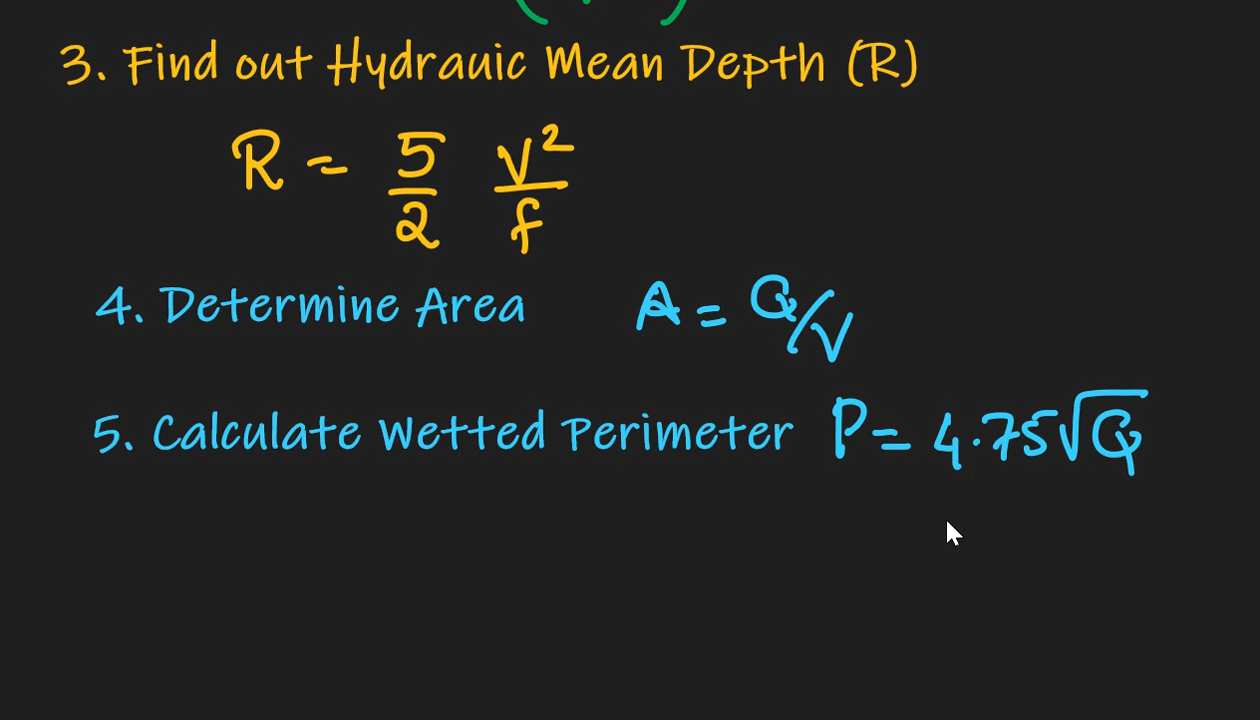 3. Find out Hydrauic Mean Depth (R)
R = 5/2 V²/f
4. Determine Area A = Q/V
5. Calculate Wetted Perimeter P = 4.75√Q